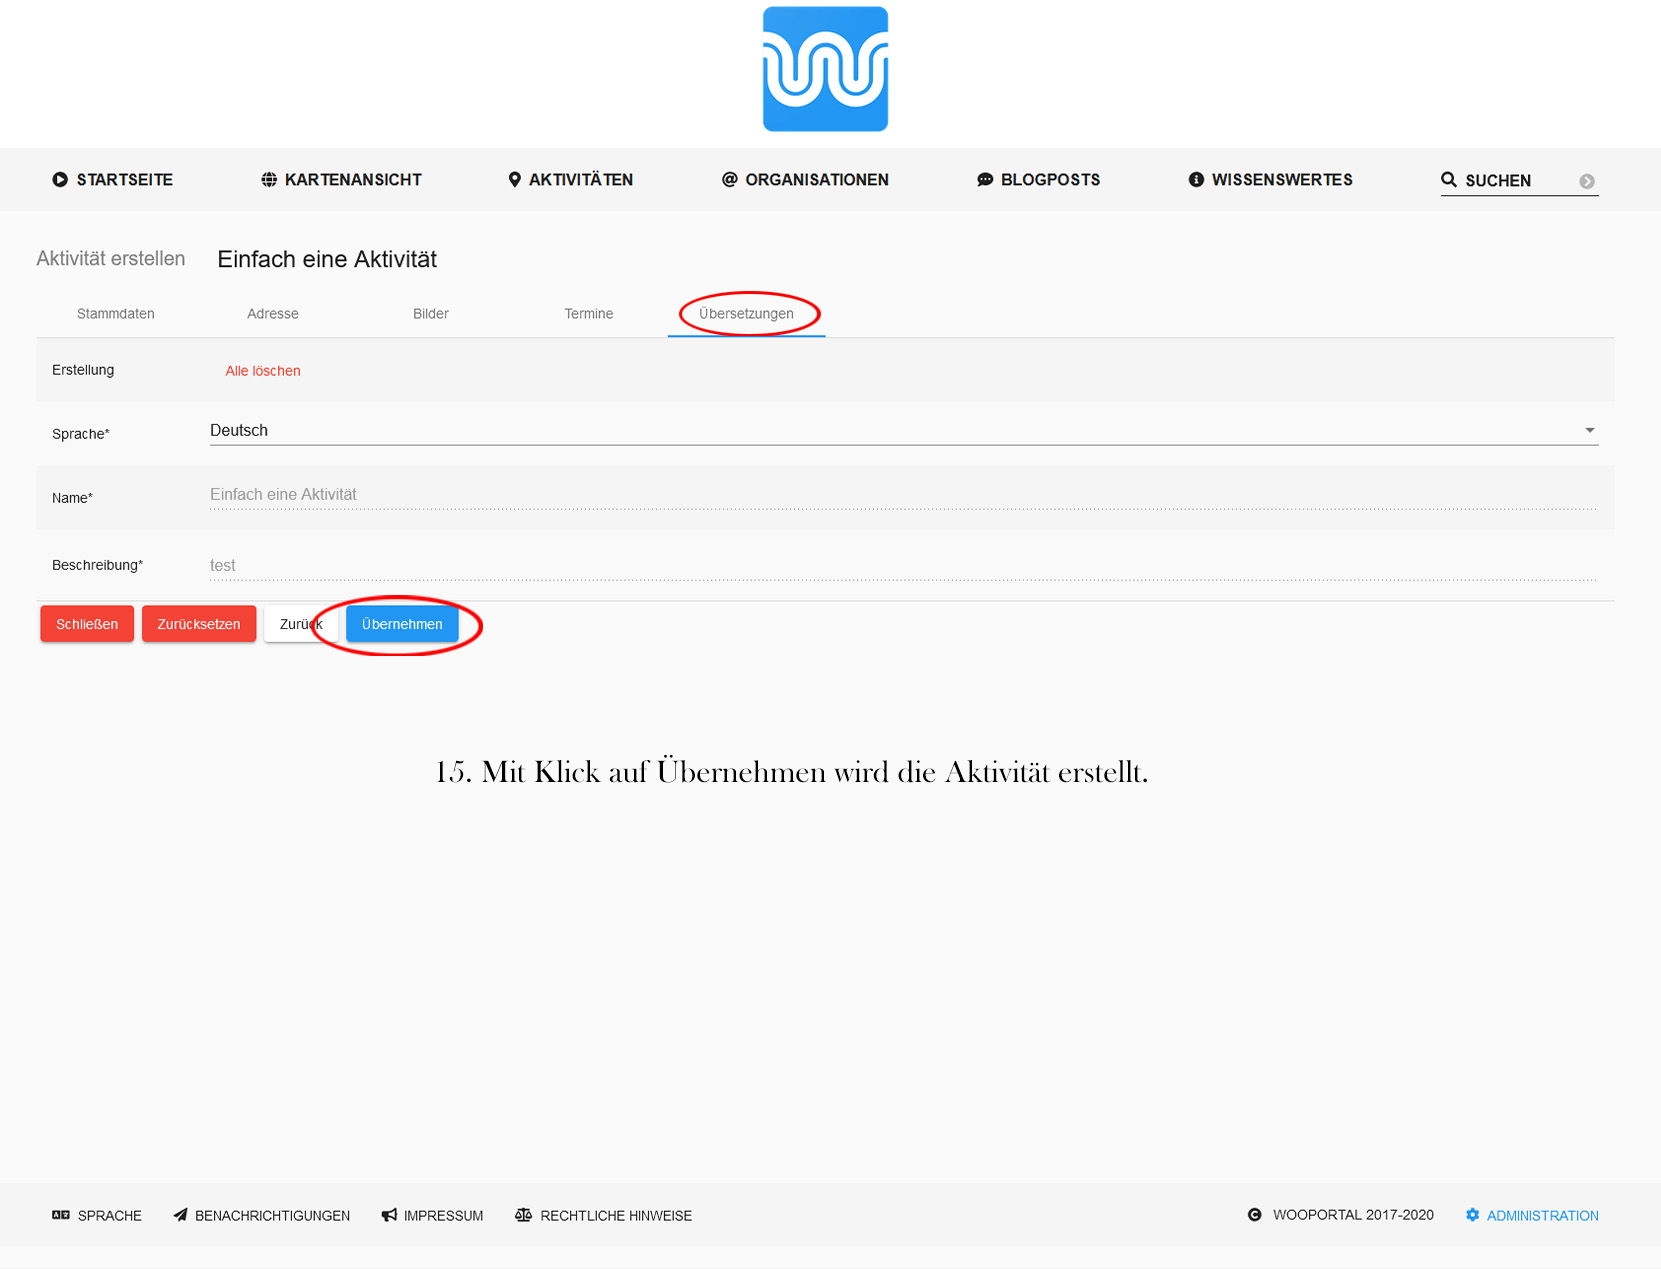 STARTSEITE KARTENANSICHT AKTIVITÄTEN @ ORGANISATIONEN BLOGPOSTS WISSENSWERTES SUCHEN
Aktivität erstellen Einfach eine Aktivität
Stammdaten Adresse Bilder Termine Übersetzungen
Erstellung Alle löschen
Sprache* Deutsch
Name* Einfach eine Aktivität
Beschreibung* test
Schließen Zurücksetzen Zurück Übernehmen
15. Mit Klick auf Übernehmen wird die Aktivität erstellt.
SPRACHE BENACHRICHTIGUNGEN IMPRESSUM RECHTLICHE HINWEISE WOOPORTAL 2017-2020 ADMINISTRATION